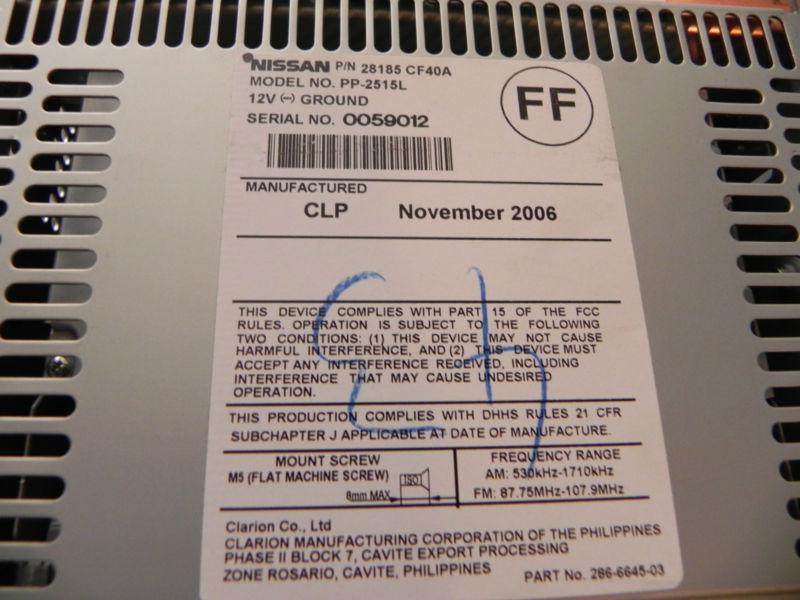 NISSAN P/N 28185 CF40A
MODEL NO. PP-2515L
12V (–) GROUND
SERIAL NO. 0059012
FF
MANUFACTURED
CLP November 2006
THIS DEVICE COMPLIES WITH PART 15 OF THE FCC
RULES. OPERATION IS SUBJECT TO THE FOLLOWING
TWO CONDITIONS: (1) THIS DEVICE MAY NOT CAUSE
HARMFUL INTERFERENCE, AND (2) THIS DEVICE MUST
ACCEPT ANY INTERFERENCE RECEIVED, INCLUDING
INTERFERENCE THAT MAY CAUSE UNDESIRED
OPERATION.
THIS PRODUCTION COMPLIES WITH DHHS RULES 21 CFR
SUBCHAPTER J APPLICABLE AT DATE OF MANUFACTURE.
MOUNT SCREW
M5 (FLAT MACHINE SCREW)
ISO
8mm MAX
FREQUENCY RANGE
AM: 530kHz-1710kHz
FM: 87.75MHz-107.9MHz
Clarion Co., Ltd
CLARION MANUFACTURING CORPORATION OF THE PHILIPPINES
PHASE II BLOCK 7, CAVITE EXPORT PROCESSING
ZONE ROSARIO, CAVITE, PHILIPPINES
PART No. 286-6645-03